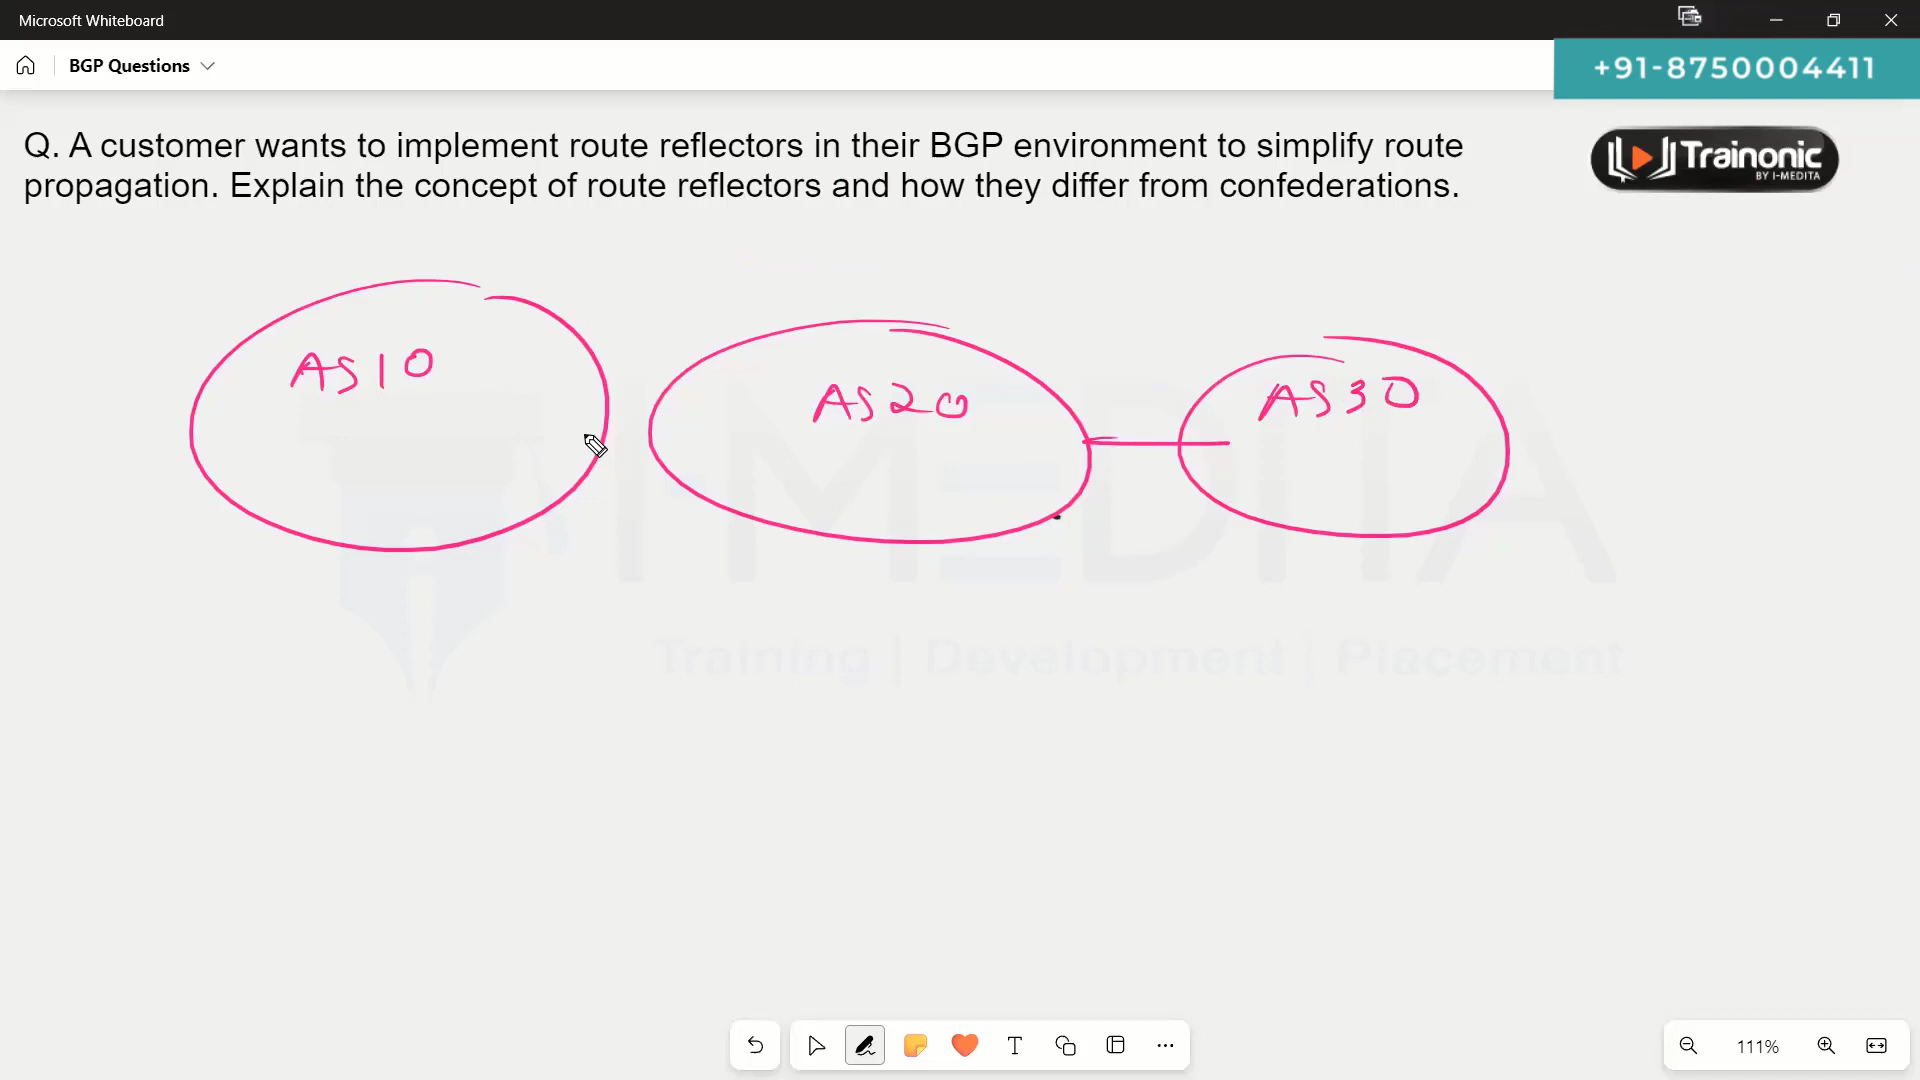 Microsoft Whiteboard
BGP Questions
+91-8750004411
Q. A customer wants to implement route reflectors in their BGP environment to simplify route
propagation. Explain the concept of route reflectors and how they differ from confederations.
Trainonic
BY I-MEDITA
AS10
AS20
AS30
I-MEDITA
Training | Development | Placement
111%